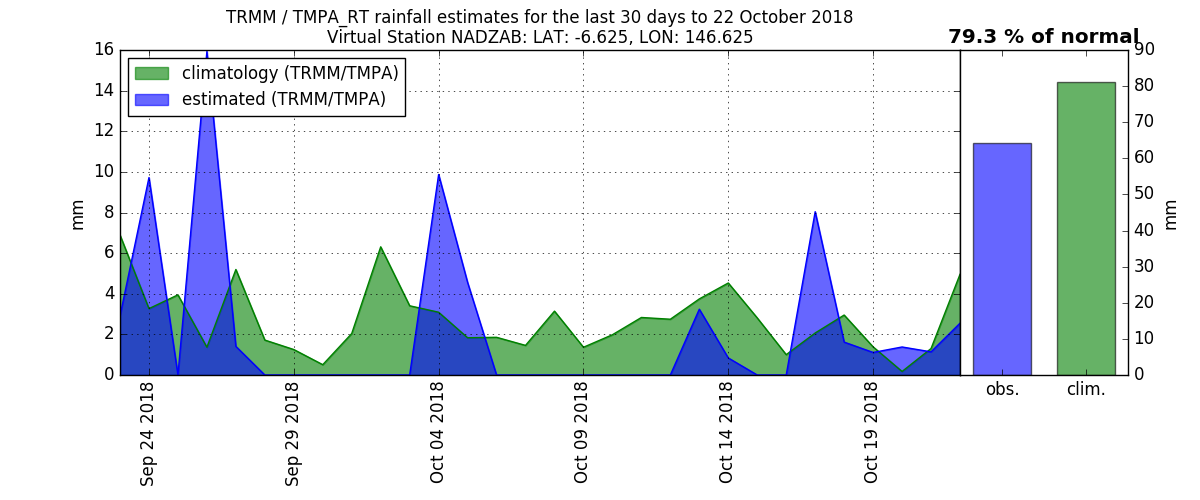 TRMM / TMPA_RT rainfall estimates for the last 30 days to 22 October 2018
Virtual Station NADZAB: LAT: -6.625, LON: 146.625
79.3 % of normal
climatology (TRMM/TMPA)
estimated (TRMM/TMPA)
mm
16
14
12
10
8
6
4
2
0
Sep 24 2018
Sep 29 2018
Oct 04 2018
Oct 09 2018
Oct 14 2018
Oct 19 2018
obs.
clim.
90
80
70
60
50
40
30
20
10
0
mm